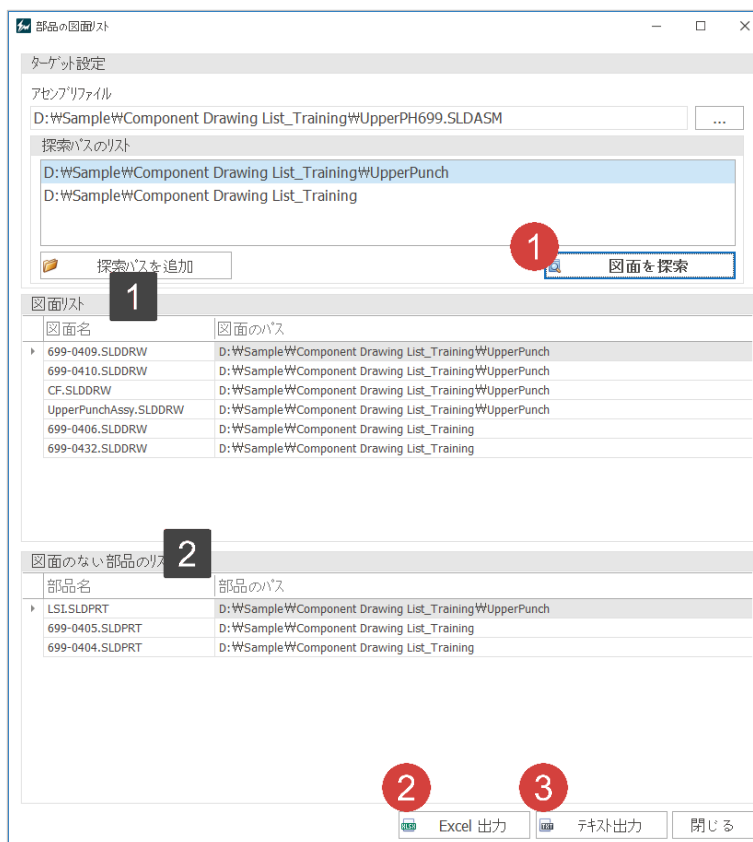 部品の図面リスト
ターゲット設定
アセンブリファイル
D:₩Sample₩Component Drawing List_Training₩UpperPH699.SLDASM
...
探索パスのリスト
D:₩Sample₩Component Drawing List_Training₩UpperPunch
D:₩Sample₩Component Drawing List_Training
1
探索パスを追加
図面を探索
1
図面リスト
図面名 図面のパス
699-0409.SLDDRW D:₩Sample₩Component Drawing List_Training₩UpperPunch
699-0410.SLDDRW D:₩Sample₩Component Drawing List_Training₩UpperPunch
CF.SLDDRW D:₩Sample₩Component Drawing List_Training₩UpperPunch
UpperPunchAssy.SLDDRW D:₩Sample₩Component Drawing List_Training₩UpperPunch
699-0406.SLDDRW D:₩Sample₩Component Drawing List_Training
699-0432.SLDDRW D:₩Sample₩Component Drawing List_Training
2
図面のない部品のリス
部品名 部品のパス
LSI.SLDPRT D:₩Sample₩Component Drawing List_Training₩UpperPunch
699-0405.SLDPRT D:₩Sample₩Component Drawing List_Training
699-0404.SLDPRT D:₩Sample₩Component Drawing List_Training
2 3
Excel 出力 テキスト出力 閉じる